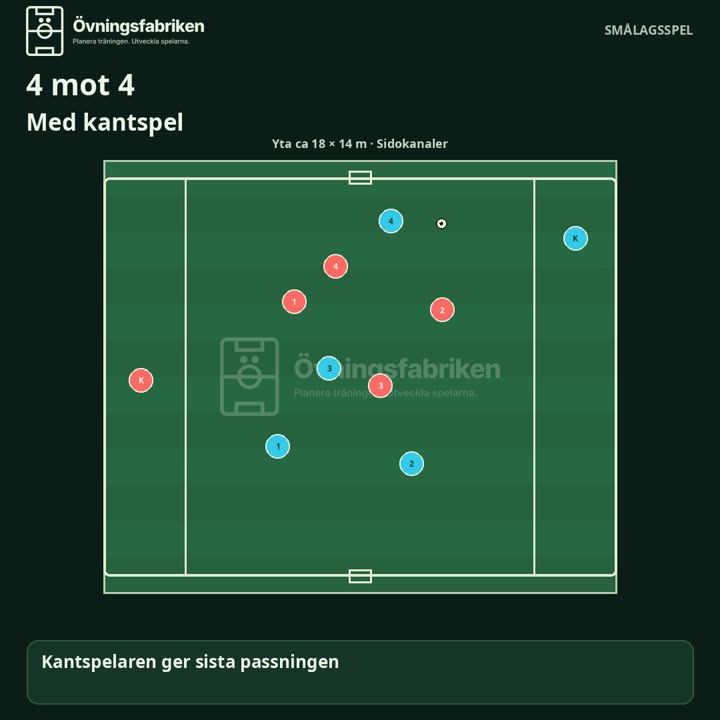 Övningsfabriken
Planera träningen. Utveckla spelarna.
SMÅLAGSSPEL
4 mot 4
Med kantspel
Yta ca 18 × 14 m · Sidokanaler
4
K
4
1
2
Övningsfabriken
3
K
3
Planera träningen. Utveckla spelarna.
1
2
Kantspelaren ger sista passningen